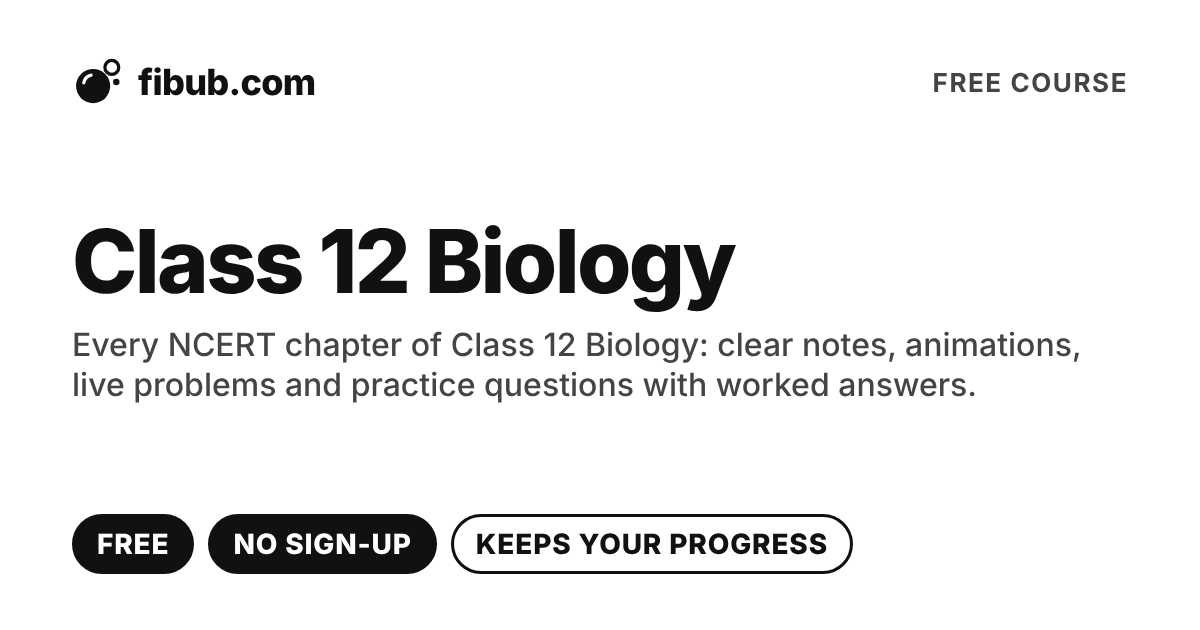 fibub.com
FREE COURSE
Class 12 Biology
Every NCERT chapter of Class 12 Biology: clear notes, animations,
live problems and practice questions with worked answers.
FREE
NO SIGN-UP
KEEPS YOUR PROGRESS